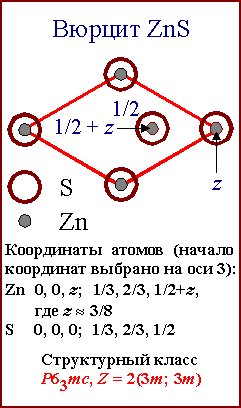 Вюрцит ZnS
1/2
1/2 + z
z
S
Zn
Координаты атомов (начало
координат выбрано на оси 3):
Zn 0, 0, z; 1/3, 2/3, 1/2+z,
где z ≈ 3/8
S 0, 0, 0; 1/3, 2/3, 1/2
Структурный класс
P6₃mc, Z = 2(3m; 3m)